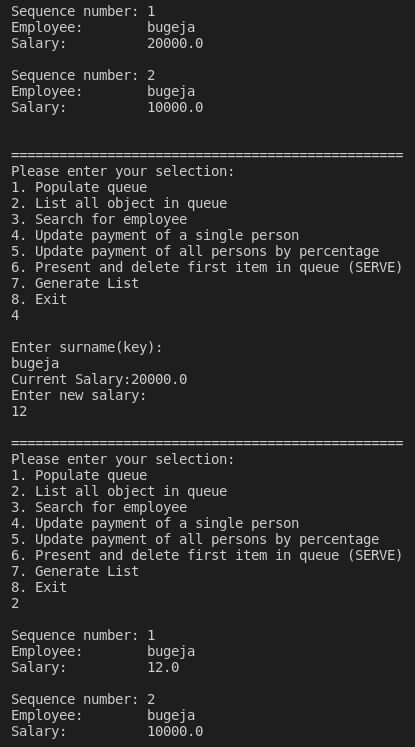 Sequence number: 1
Employee:        bugeja
Salary:          20000.0

Sequence number: 2
Employee:        bugeja
Salary:          10000.0


=================================================
Please enter your selection:
1. Populate queue
2. List all object in queue
3. Search for employee
4. Update payment of a single person
5. Update payment of all persons by percentage
6. Present and delete first item in queue (SERVE)
7. Generate List
8. Exit
4

Enter surname(key):
bugeja
Current Salary:20000.0
Enter new salary:
12

=================================================
Please enter your selection:
1. Populate queue
2. List all object in queue
3. Search for employee
4. Update payment of a single person
5. Update payment of all persons by percentage
6. Present and delete first item in queue (SERVE)
7. Generate List
8. Exit
2

Sequence number: 1
Employee:        bugeja
Salary:          12.0

Sequence number: 2
Employee:        bugeja
Salary:          10000.0